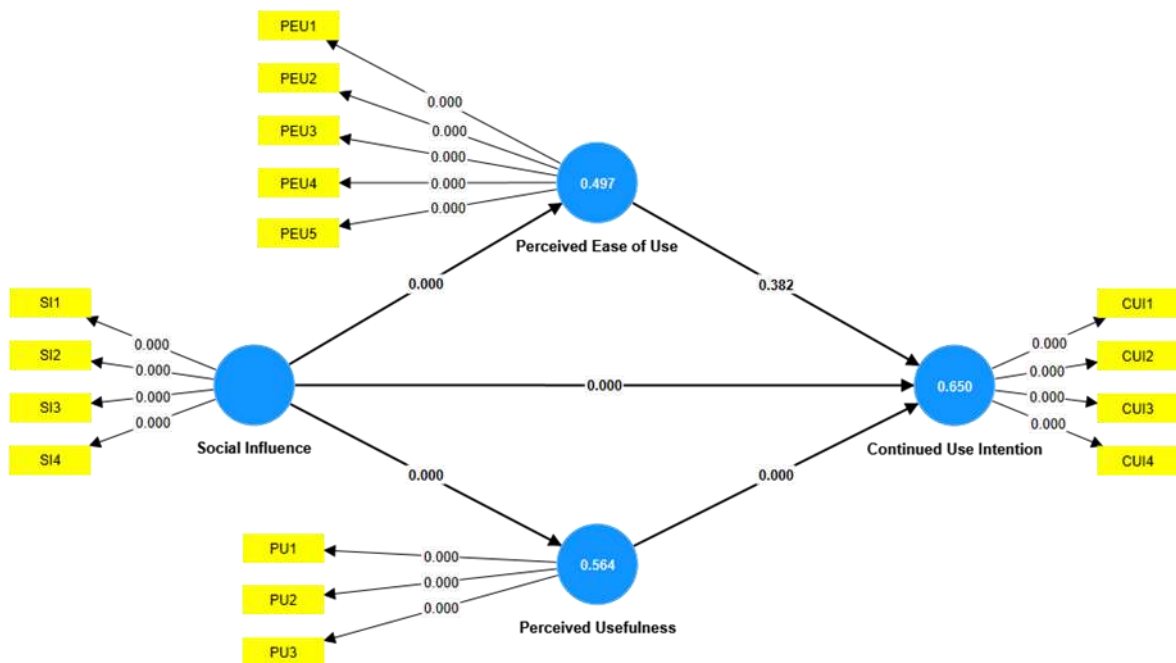 PEU1
PEU2
PEU3
PEU4
PEU5
0.000
0.000
0.000
0.000
0.000
0.497
Perceived Ease of Use
0.000
0.382
SI1
SI2
SI3
SI4
0.000
0.000
0.000
0.000
Social Influence
0.000
0.650
Continued Use Intention
0.000
0.000
0.000
0.000
CUI1
CUI2
CUI3
CUI4
0.000
0.000
PU1
PU2
PU3
0.000
0.000
0.000
0.564
Perceived Usefulness